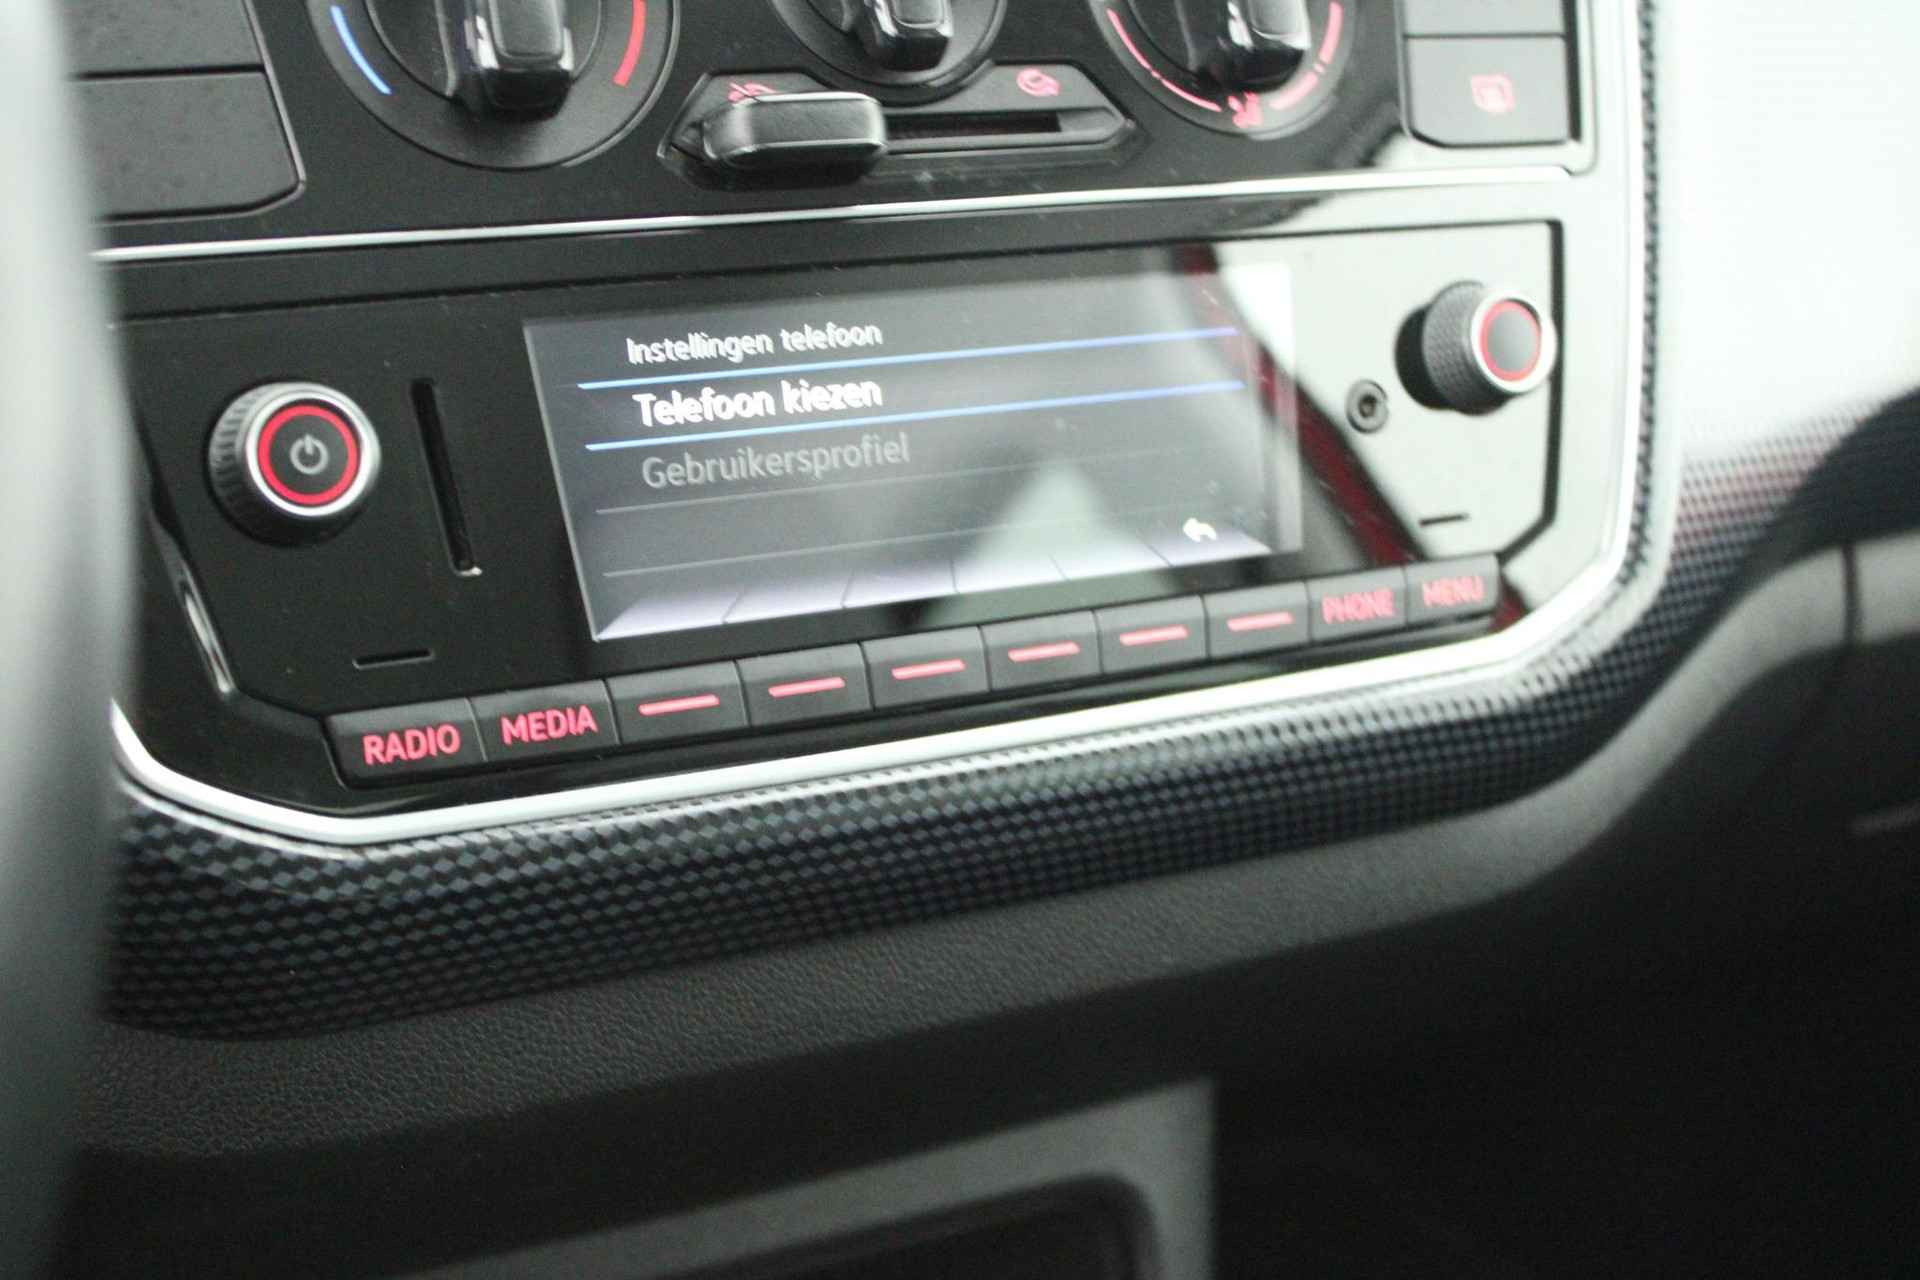 Instellingen telefoon
Telefoon kiezen
Gebruikersprofiel
RADIO MEDIA PHONE MENU